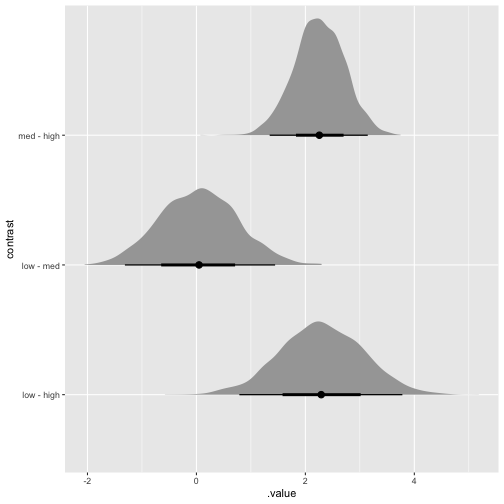 med - high
low - med
low - high
contrast
-2
0
2
4
.value